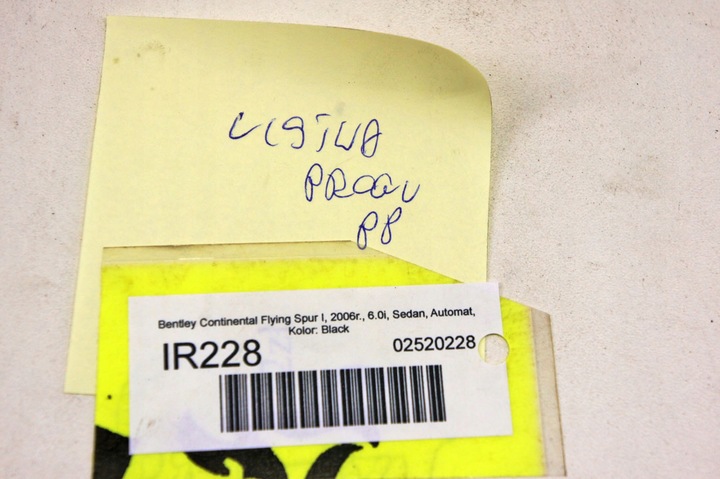 LISTWA
PROGU
PP
Bentley Continental Flying Spur I, 2006r., 6.0i, Sedan, Automat,
Kolor: Black
IR228
02520228